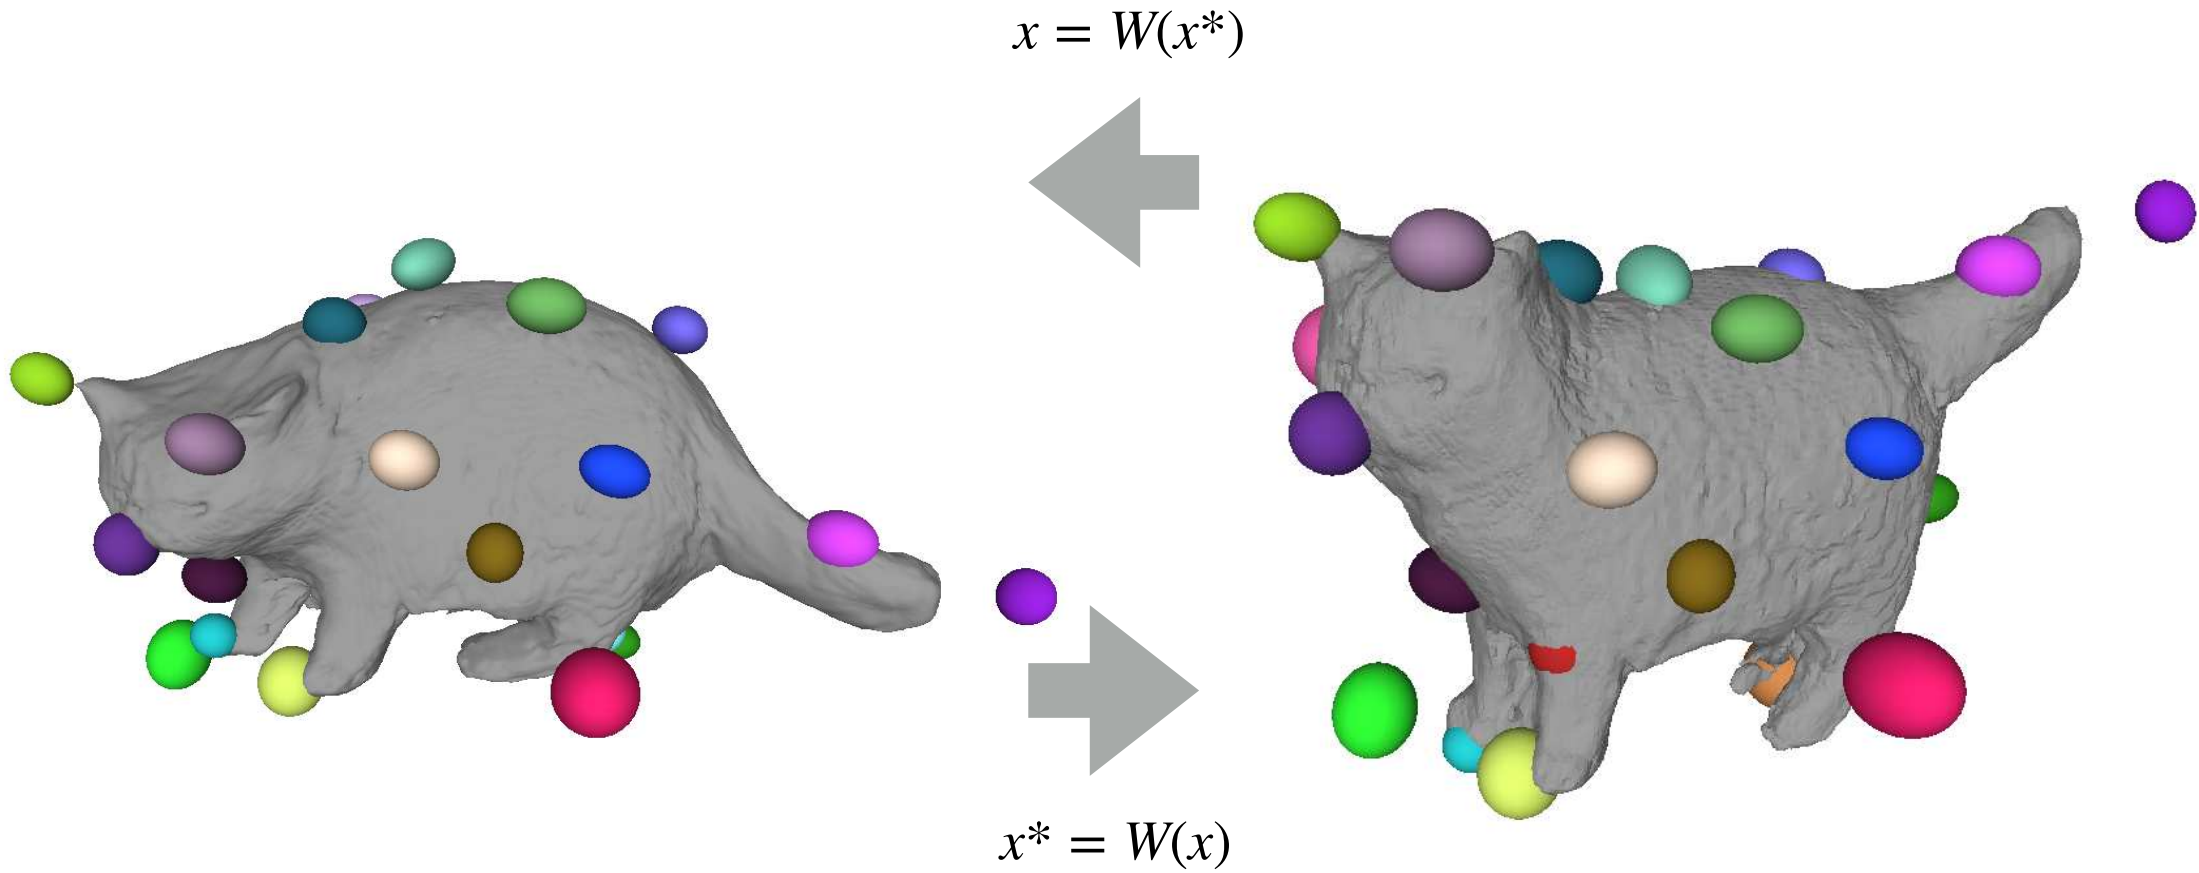 x = W(x*)
x* = W(x)